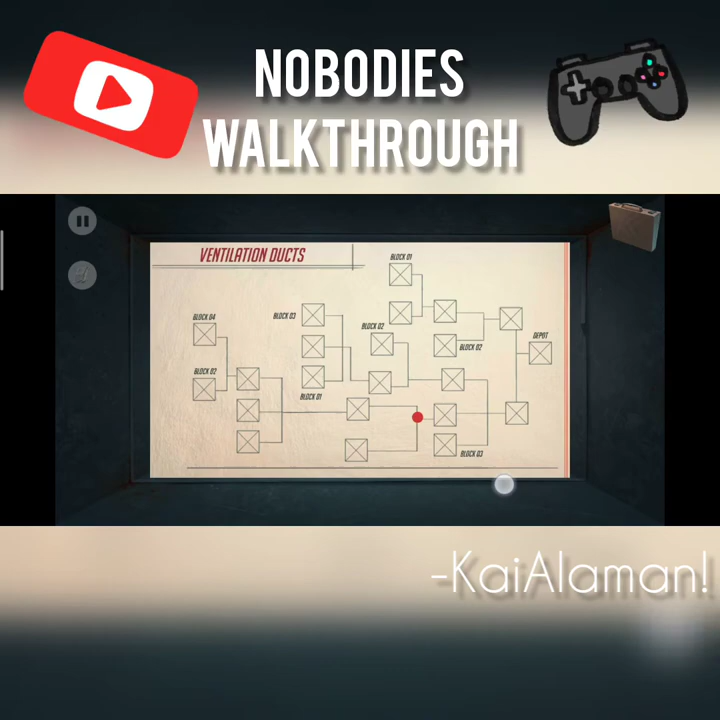 NOBODIES
WALKTHROUGH
VENTILATION DUCTS
BLOCK 01
BLOCK 04
BLOCK 03
BLOCK 02
DEPOT
BLOCK 02
BLOCK 02
BLOCK 01
BLOCK 03
-KaiAlaman!